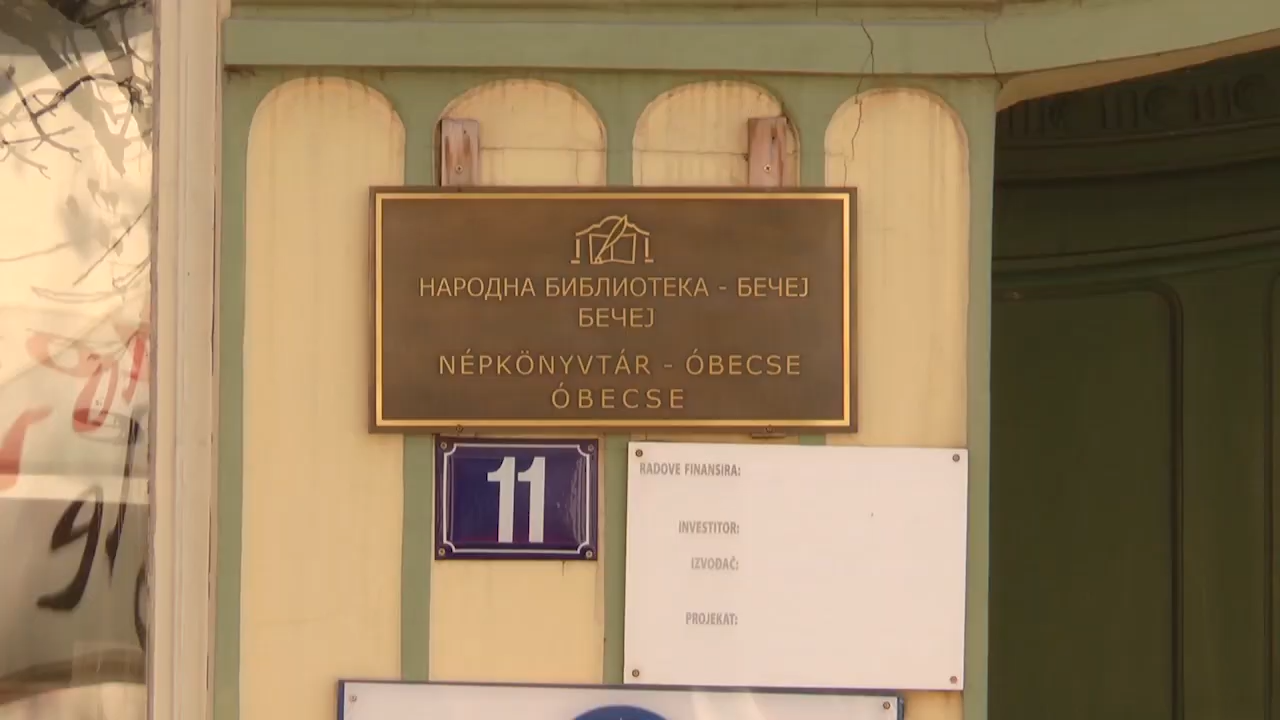 НАРОДНА БИБЛИОТЕКА - БЕЧЕЈ
БЕЧЕЈ
NÉPKÖNYVTÁR - ÓBECSE
ÓBECSE
11
RADOVE FINANSIRA:
INVESTITOR:
IZVOĐAČ:
PROJEKAT: